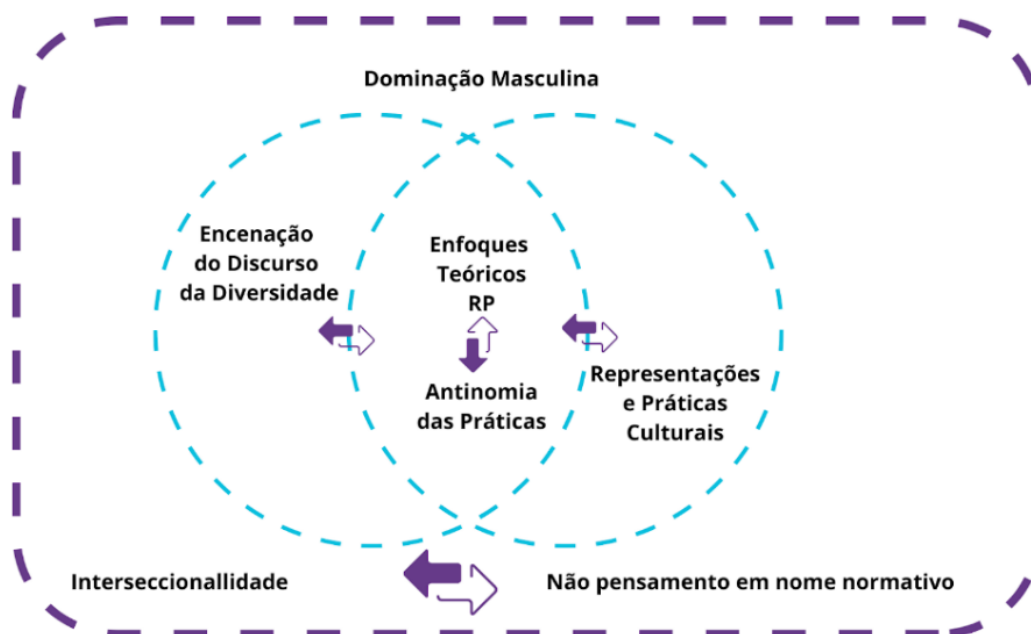 Dominação Masculina
Encenação
do Discurso
da Diversidade
Enfoques
Teóricos
RP
Antinomia
das Práticas
Representações
e Práticas
Culturais
Interseccionallidade
Não pensamento em nome normativo